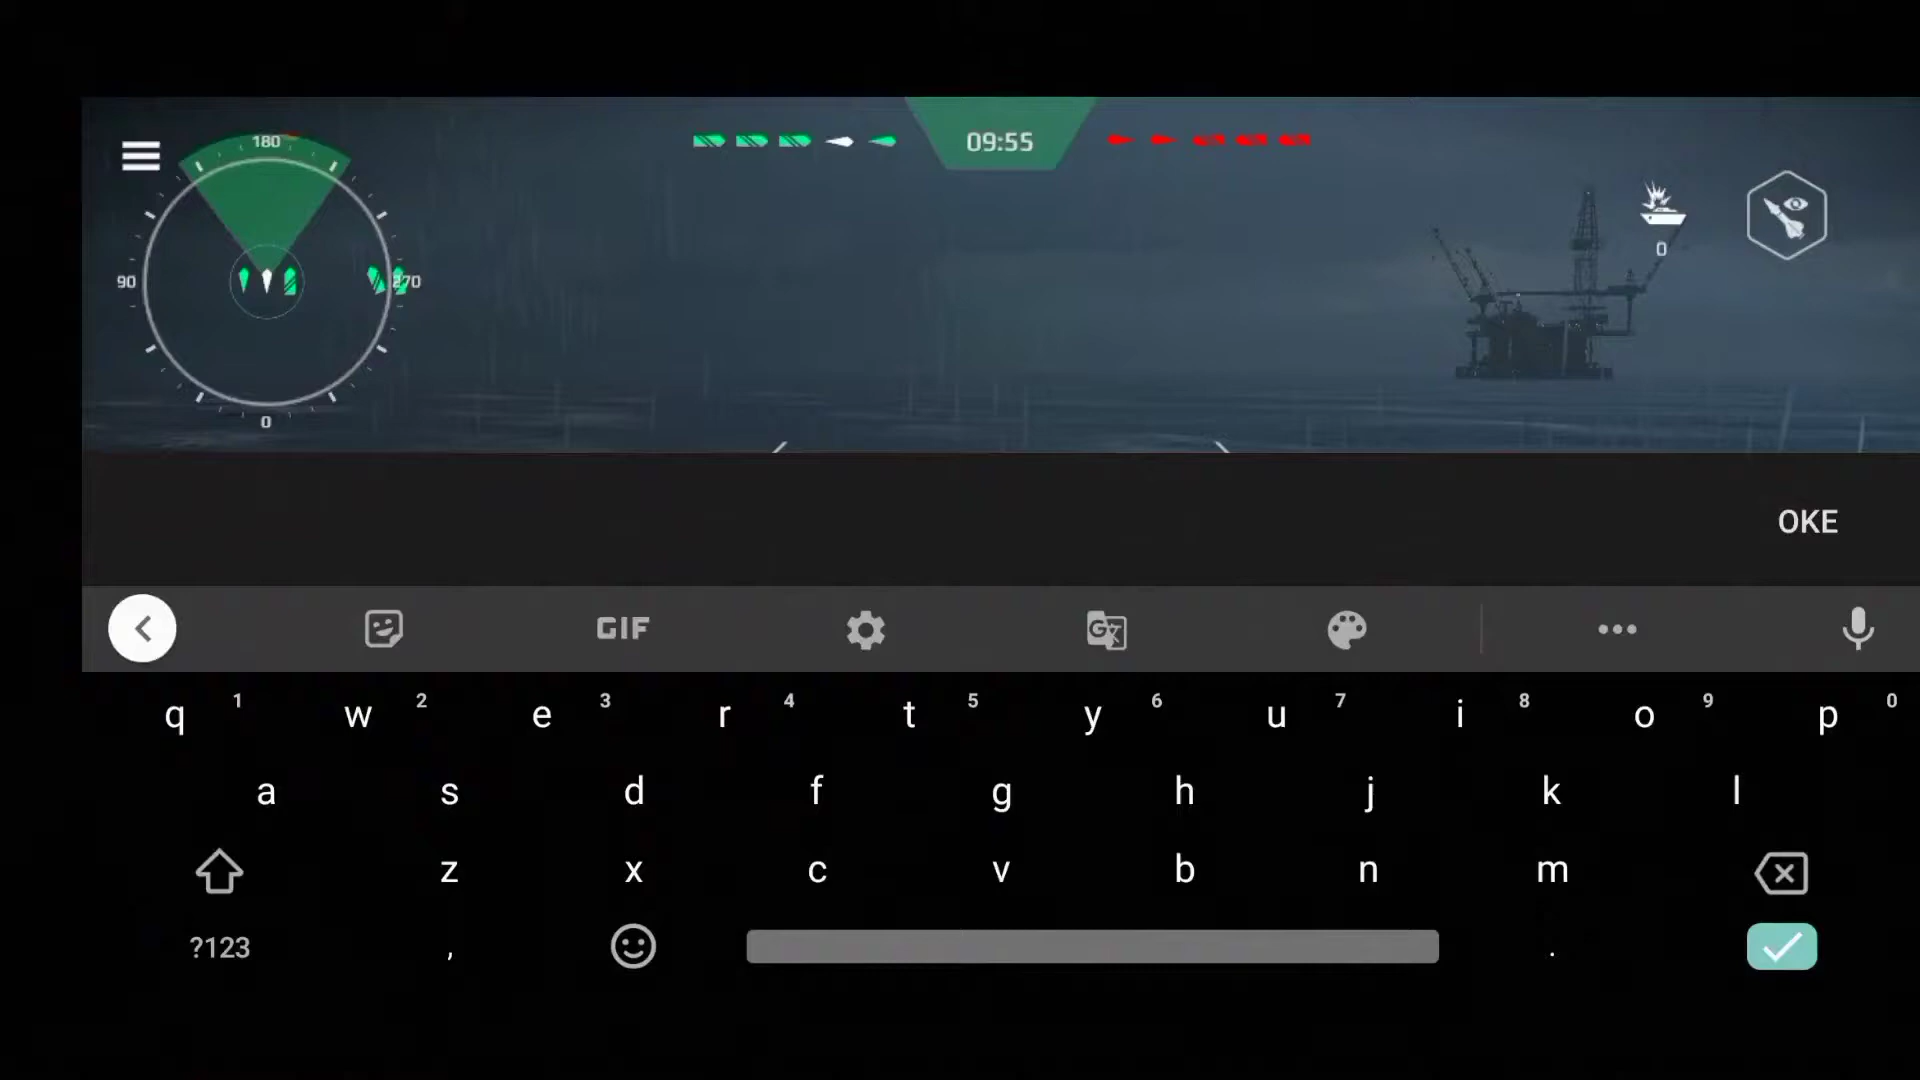 180
09:55
0
90
270
0
OKE
GIF
q 1 w 2 e 3 r 4 t 5 y 6 u 7 i 8 o 9 p 0
a s d f g h j k l
z x c v b n m
?123 , .